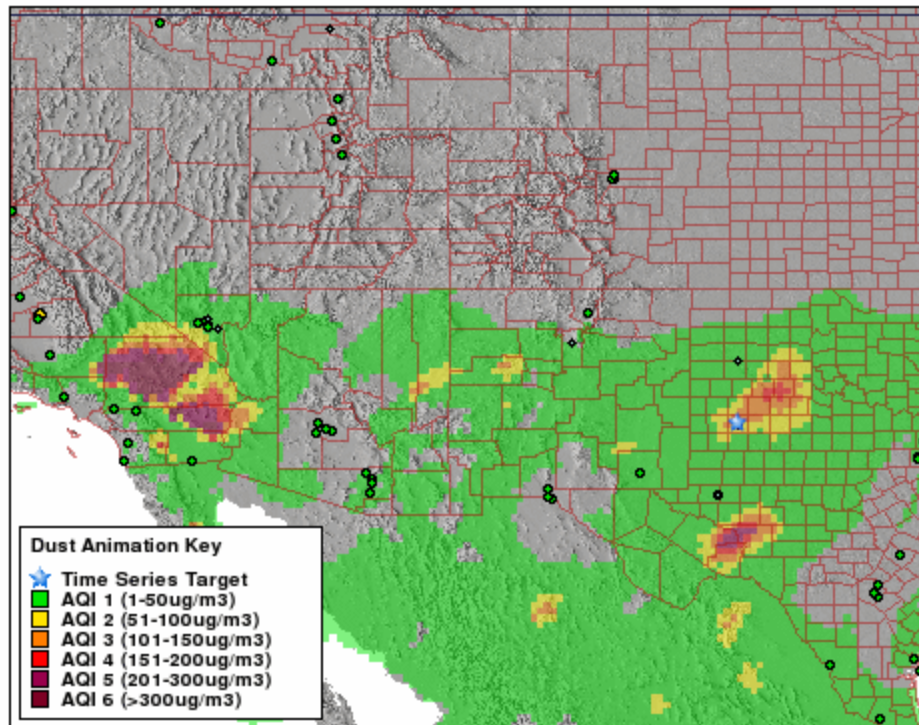 Dust Animation Key
Time Series Target
AQI 1 (1-50ug/m3)
AQI 2 (51-100ug/m3)
AQI 3 (101-150ug/m3)
AQI 4 (151-200ug/m3)
AQI 5 (201-300ug/m3)
AQI 6 (>300ug/m3)